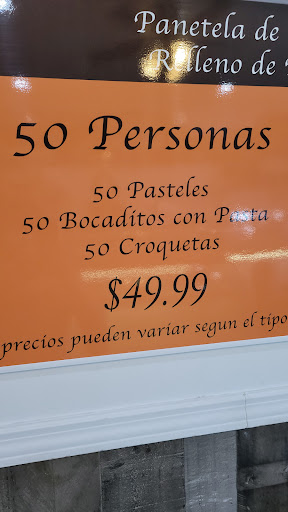 Panetela de
Relleno de
50 Personas
50 Pasteles
50 Bocaditos con Pasta
50 Croquetas
$49.99
precios pueden variar segun el tipo